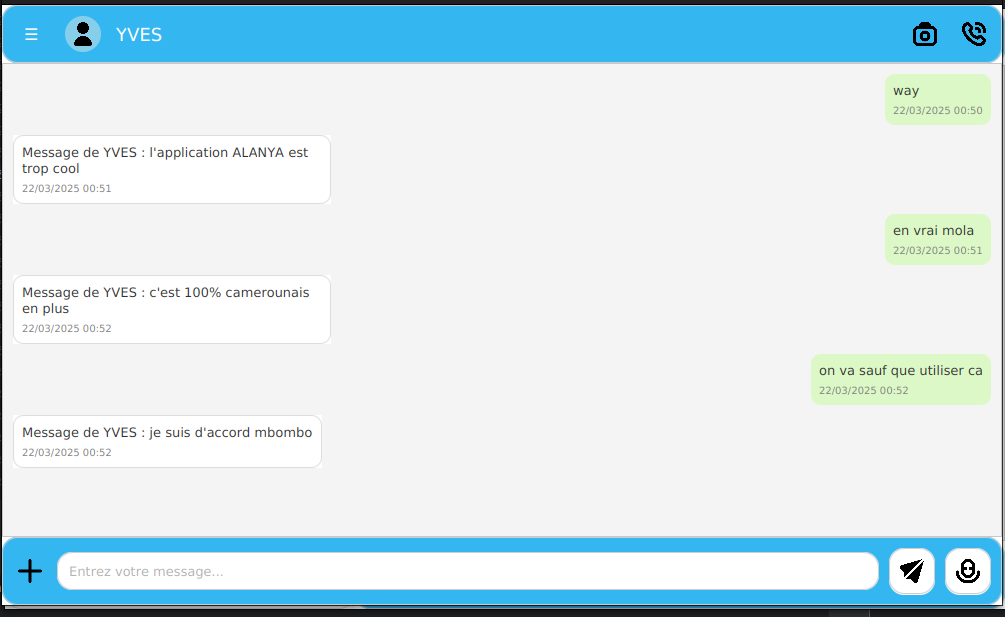 YVES
way
22/03/2025 00:50
Message de YVES : l'application ALANYA est
trop cool
22/03/2025 00:51
en vrai mola
22/03/2025 00:51
Message de YVES : c'est 100% camerounais
en plus
22/03/2025 00:52
on va sauf que utiliser ca
22/03/2025 00:52
Message de YVES : je suis d'accord mbombo
22/03/2025 00:52
Entrez votre message...